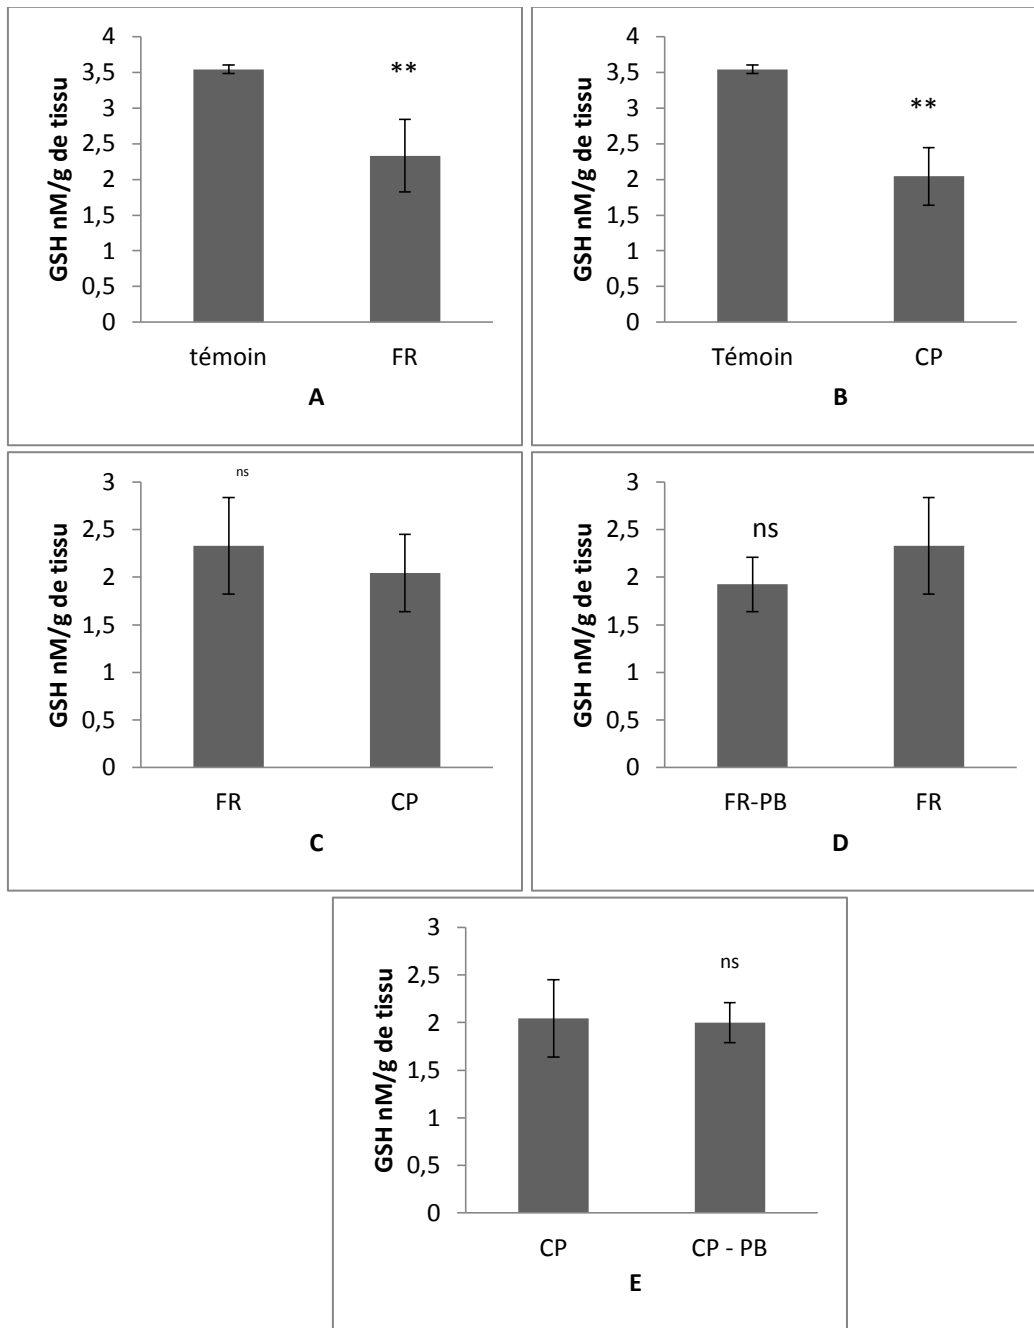 GSH nM/g de tissu
4
3,5
3
2,5
2
1,5
1
0,5
0
**
témoin
FR
A
GSH nM/g de tissu
4
3,5
3
2,5
2
1,5
1
0,5
0
**
Témoin
CP
B
GSH nM/g de tissu
3
2,5
2
1,5
1
0,5
0
ns
FR
CP
C
GSH nM/g de tissu
3
2,5
2
1,5
1
0,5
0
ns
FR-PB
FR
D
GSH nM/g de tissu
3
2,5
2
1,5
1
0,5
0
ns
CP
CP - PB
E